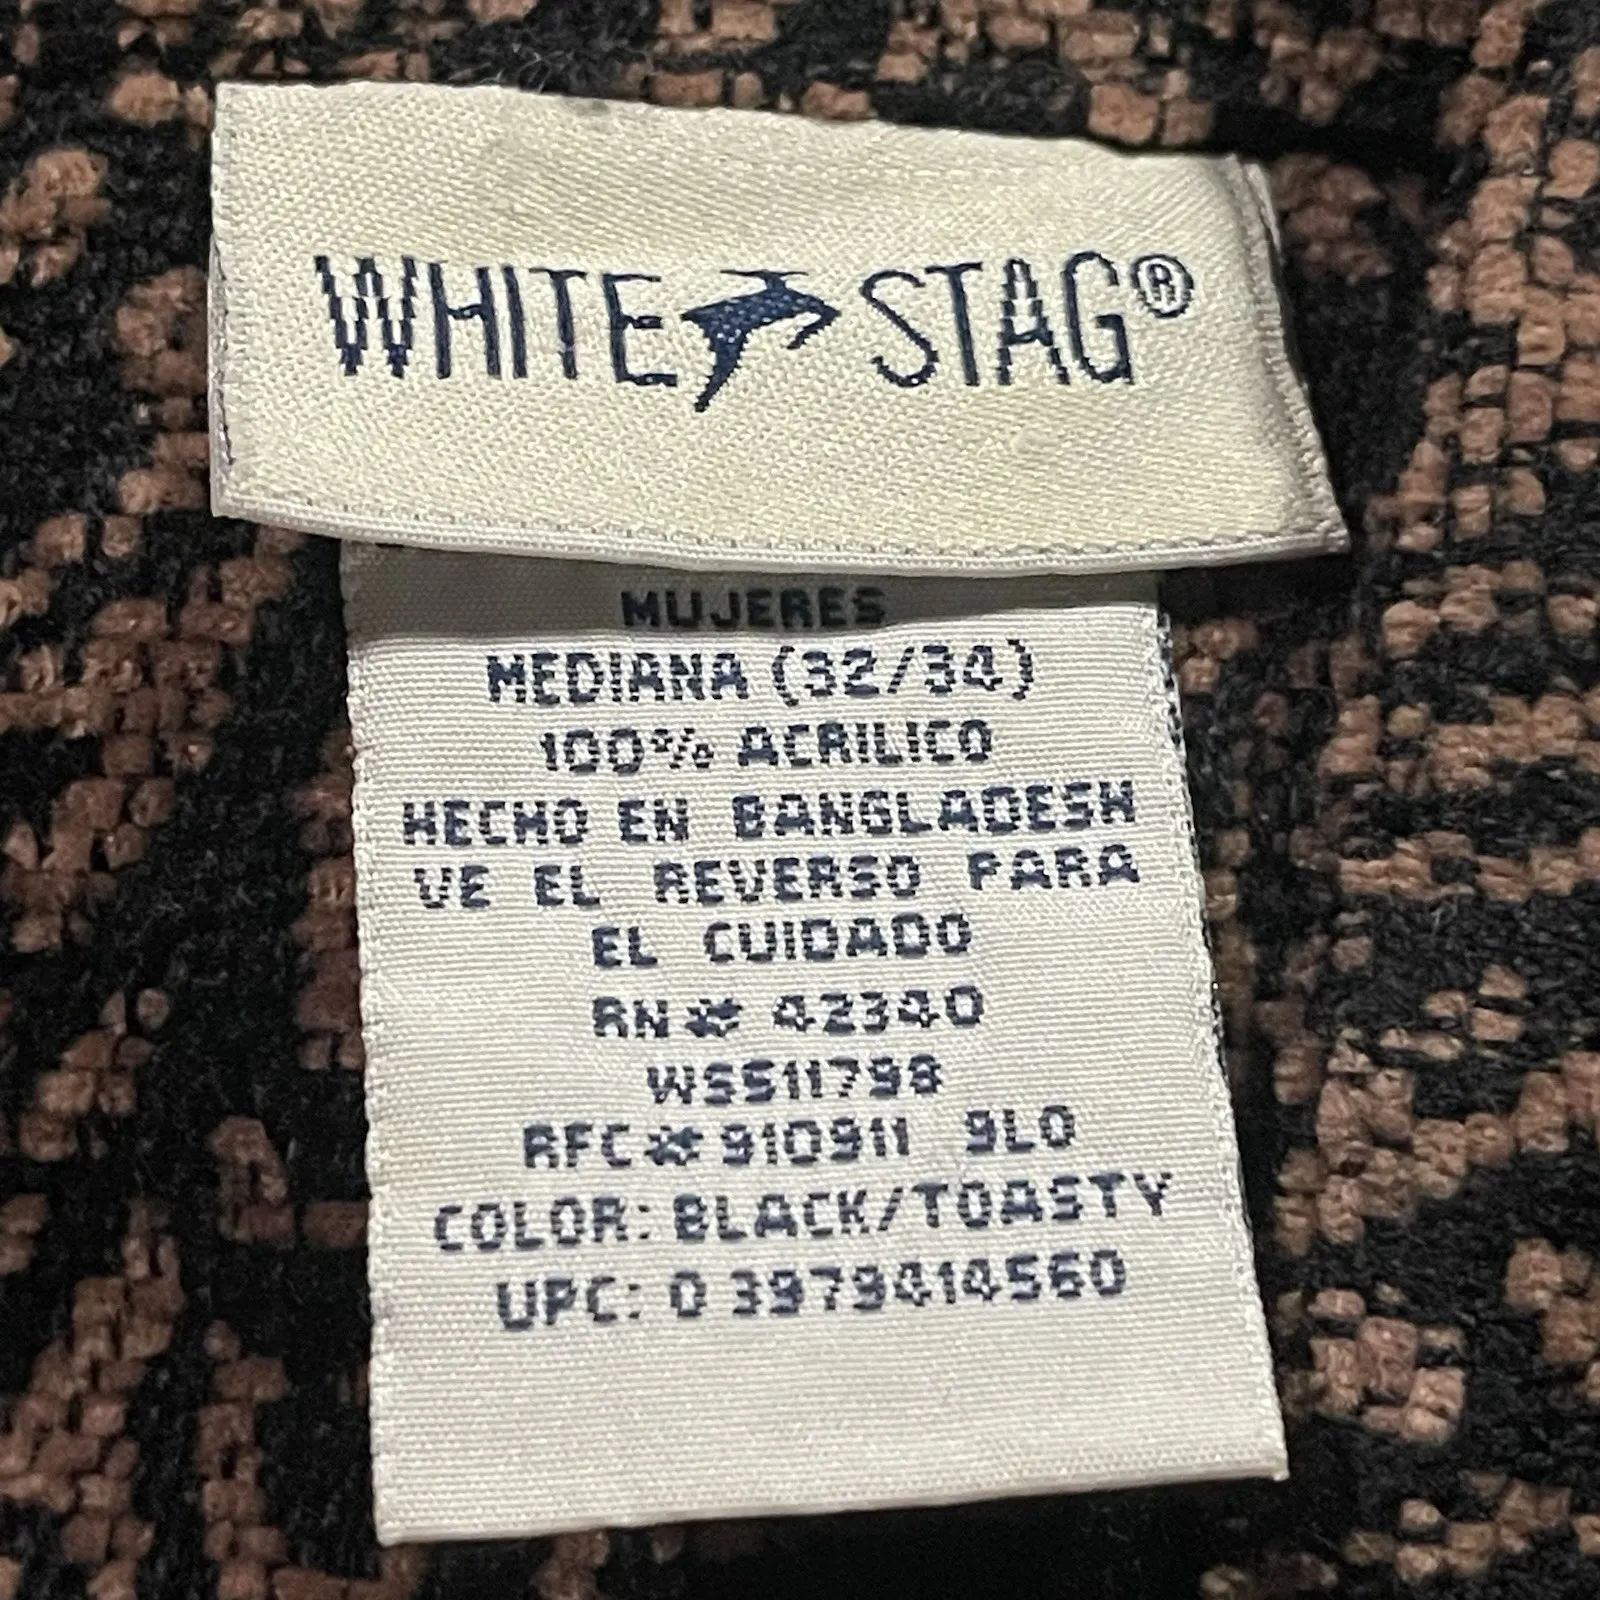 WHITE STAG®
MUJERES
MEDIANA (32/34)
100% ACRILICO
HECHO EN BANGLADESH
VE EL REVERSO PARA
EL CUIDADO
RN# 42340
WSS11798
RFC# 910911 9L0
COLOR: BLACK/TOASTY
UPC: 0 3979414560